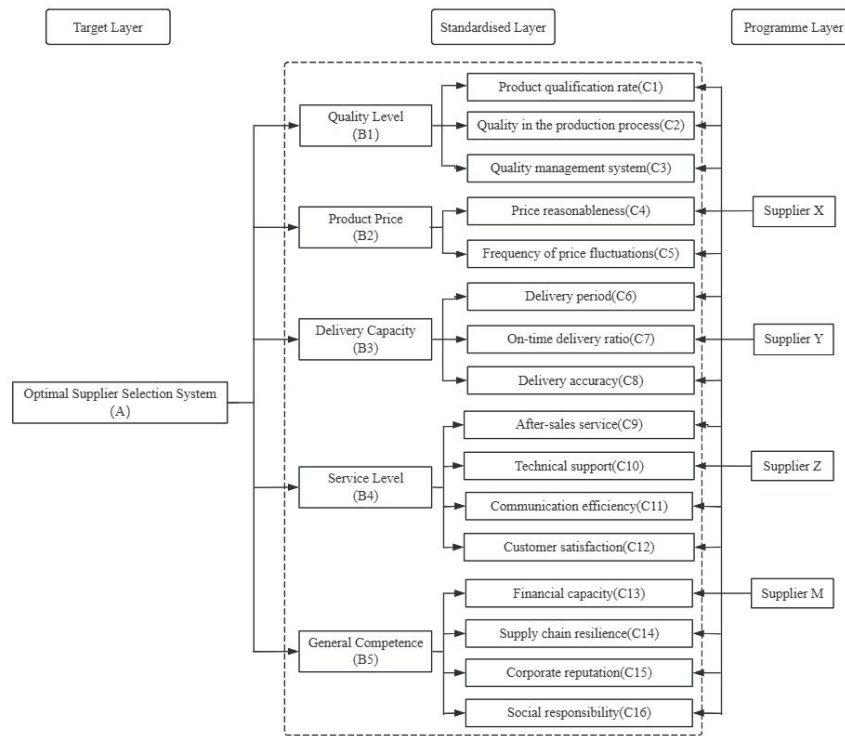 Target Layer
Standardised Layer
Programme Layer
Optimal Supplier Selection System
(A)
Quality Level
(B1)
Product qualification rate(C1)
Quality in the production process(C2)
Quality management system(C3)
Product Price
(B2)
Price reasonableness(C4)
Frequency of price fluctuations(C5)
Delivery Capacity
(B3)
Delivery period(C6)
On-time delivery ratio(C7)
Delivery accuracy(C8)
Service Level
(B4)
After-sales service(C9)
Technical support(C10)
Communication efficiency(C11)
Customer satisfaction(C12)
General Competence
(B5)
Financial capacity(C13)
Supply chain resilience(C14)
Corporate reputation(C15)
Social responsibility(C16)
Supplier X
Supplier Y
Supplier Z
Supplier M